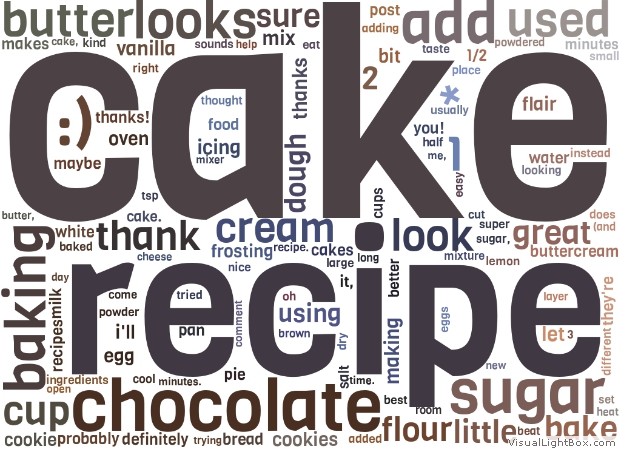 butter looks sure post add used
adding
makes cake, kind vanilla sounds help mix eat bit taste 1/2 powdered minutes
small
right thanks 2 place
cake
:) thanks! thought * usually flair
oven food you!
maybe icing half 1 water instead
mixer dough me, looking
easy
tsp cups
butter, cake. cream cut super does
white thank look sugar, great (and
baked cheese frosting recipe. cakes long mixture lemon buttercream
nice large better
baking day it,
recipe
come tried oh layer they're
powder using eggs
recipes milk i'll pan comment brown making let 3 different
egg dry
ingredients cool minutes. pie salt time. new
open
chocolate best sugar set
cup room heat
cookie probably definitely trying bread cookies added flour little beat bake
VisualLightBox.com